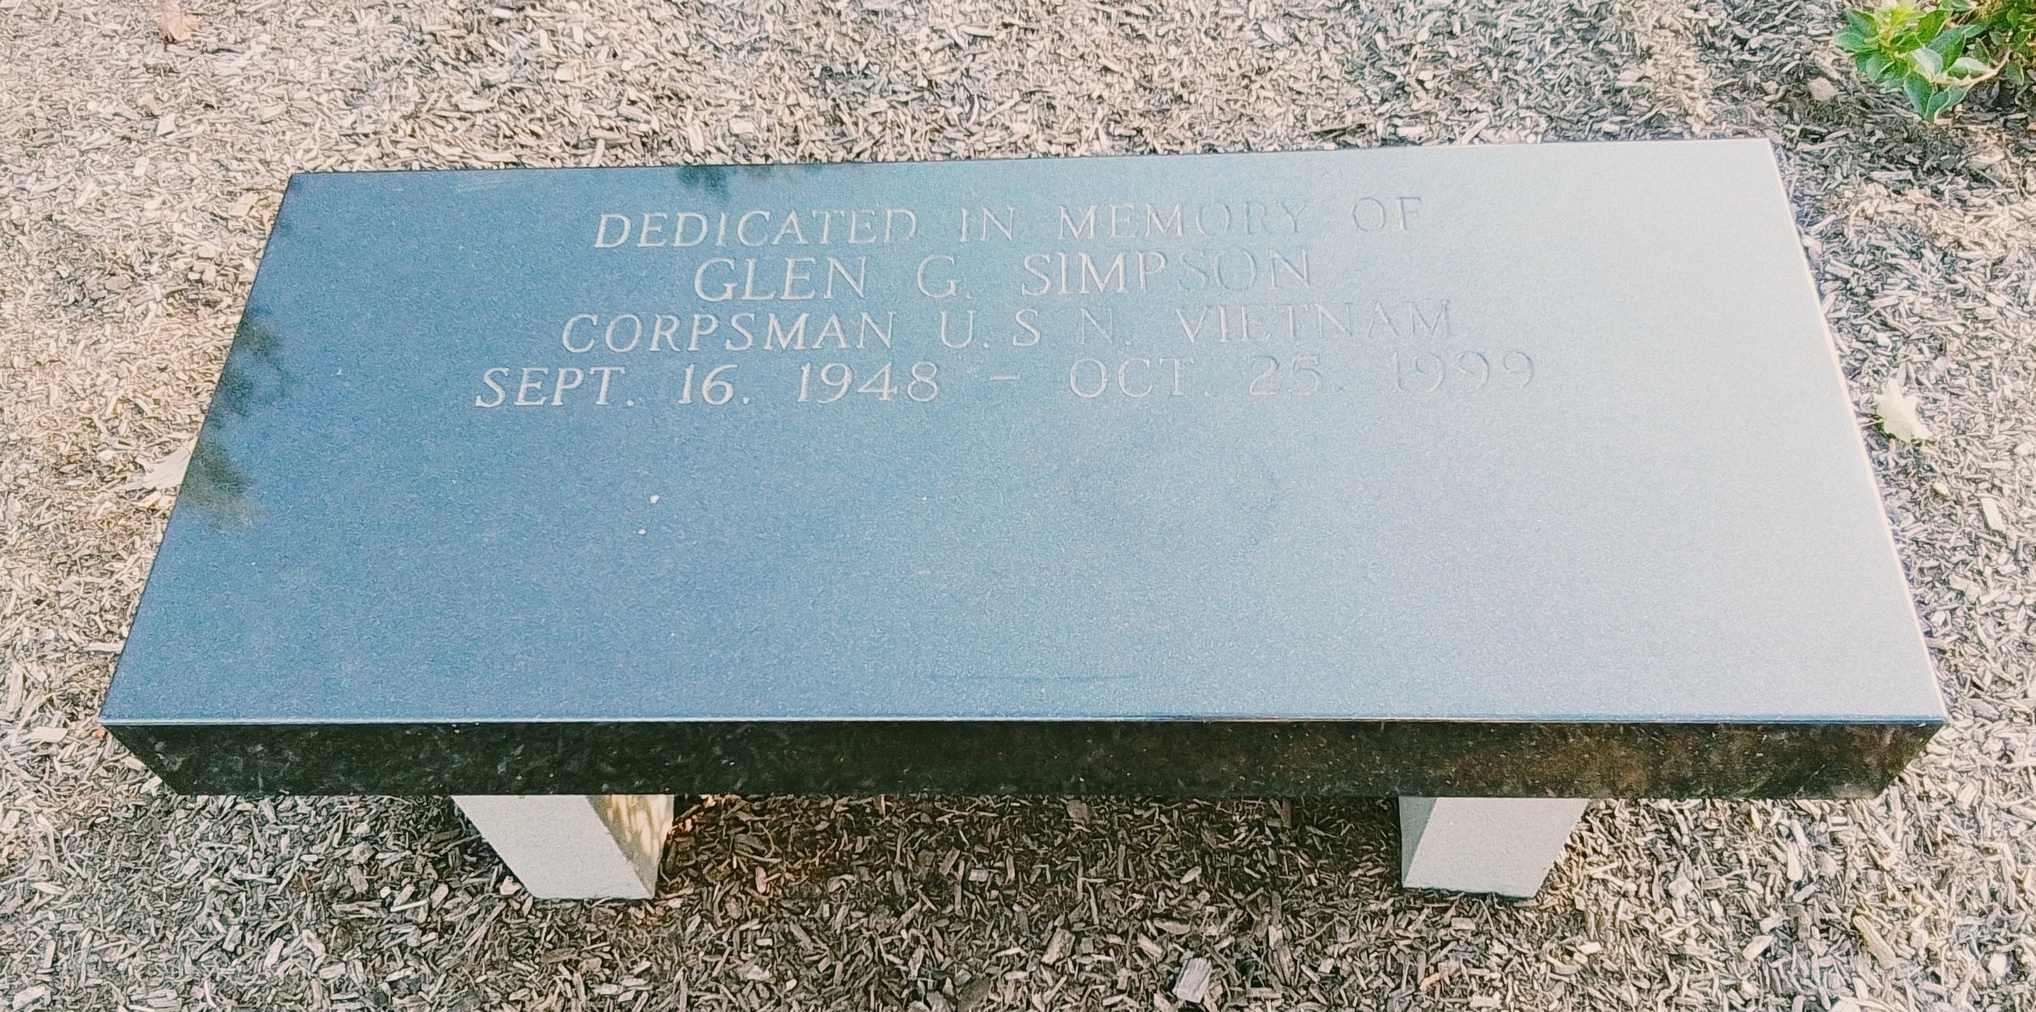 DEDICATED IN MEMORY OF
GLEN G. SIMPSON
CORPSMAN U.S N. VIETNAM
SEPT. 16. 1948 - OCT. 25. 1999